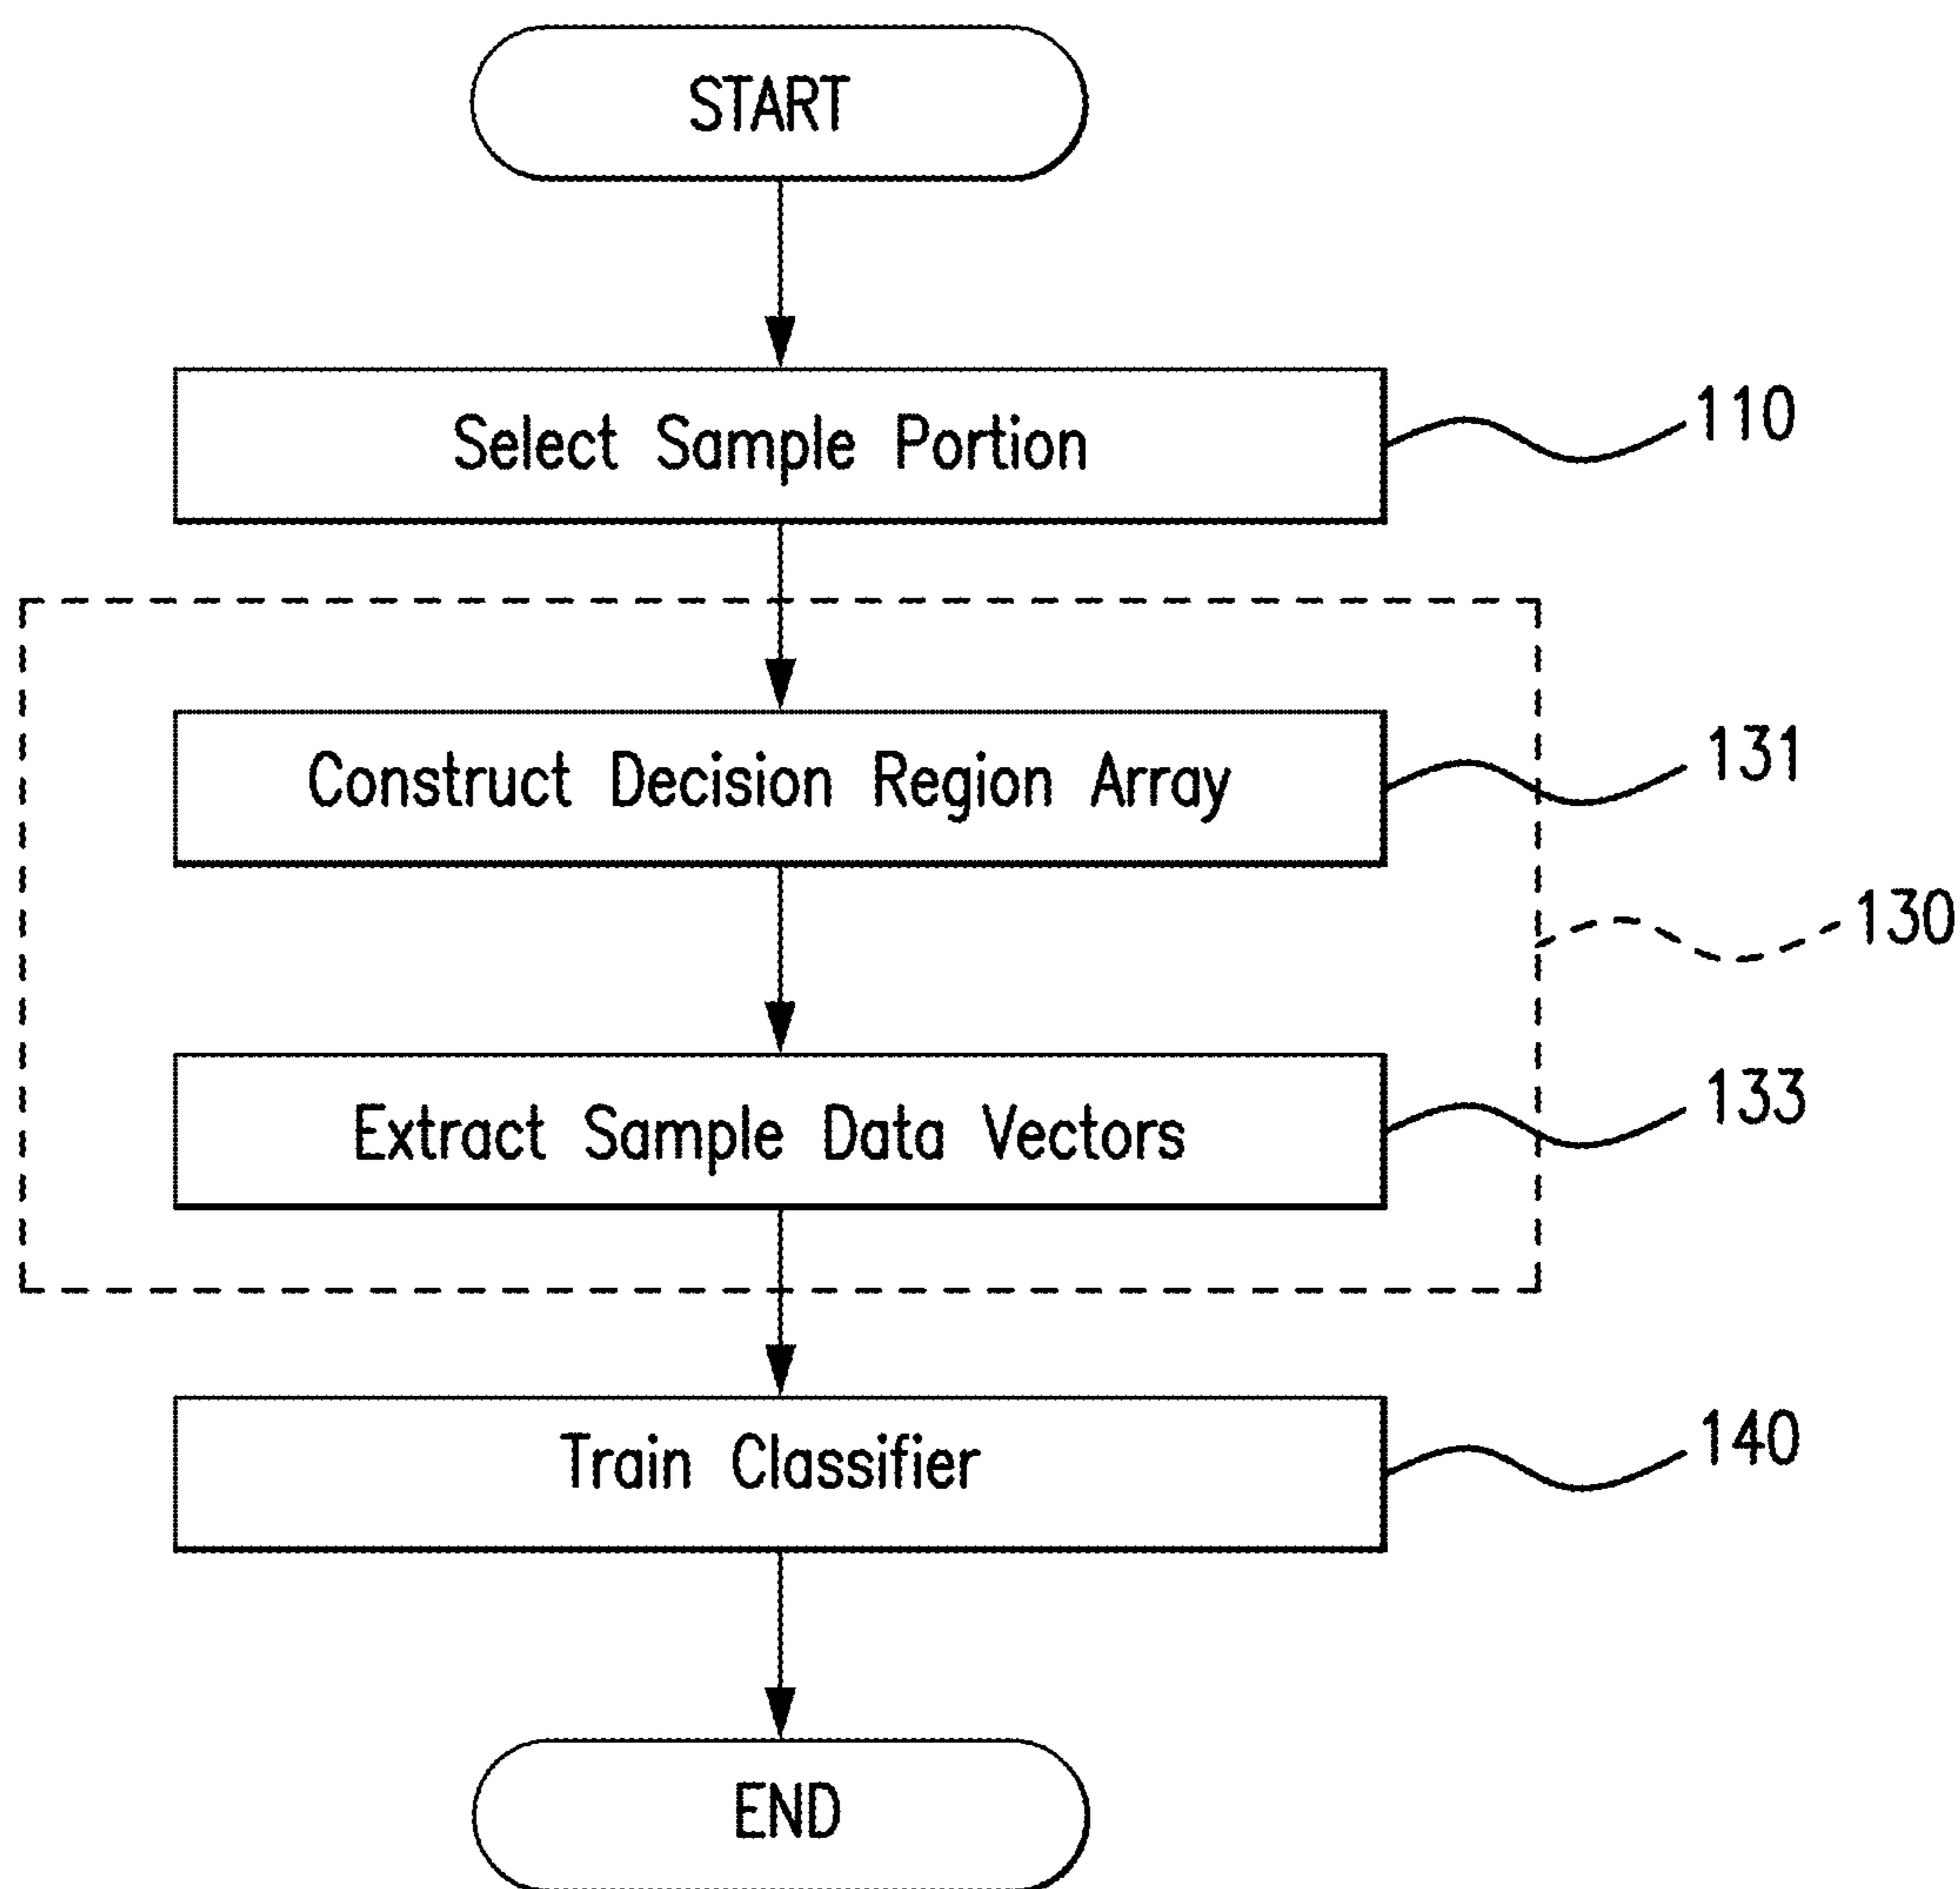 START
Select Sample Portion
110
Construct Decision Region Array
131
130
Extract Sample Data Vectors
133
Train Classifier
140
END